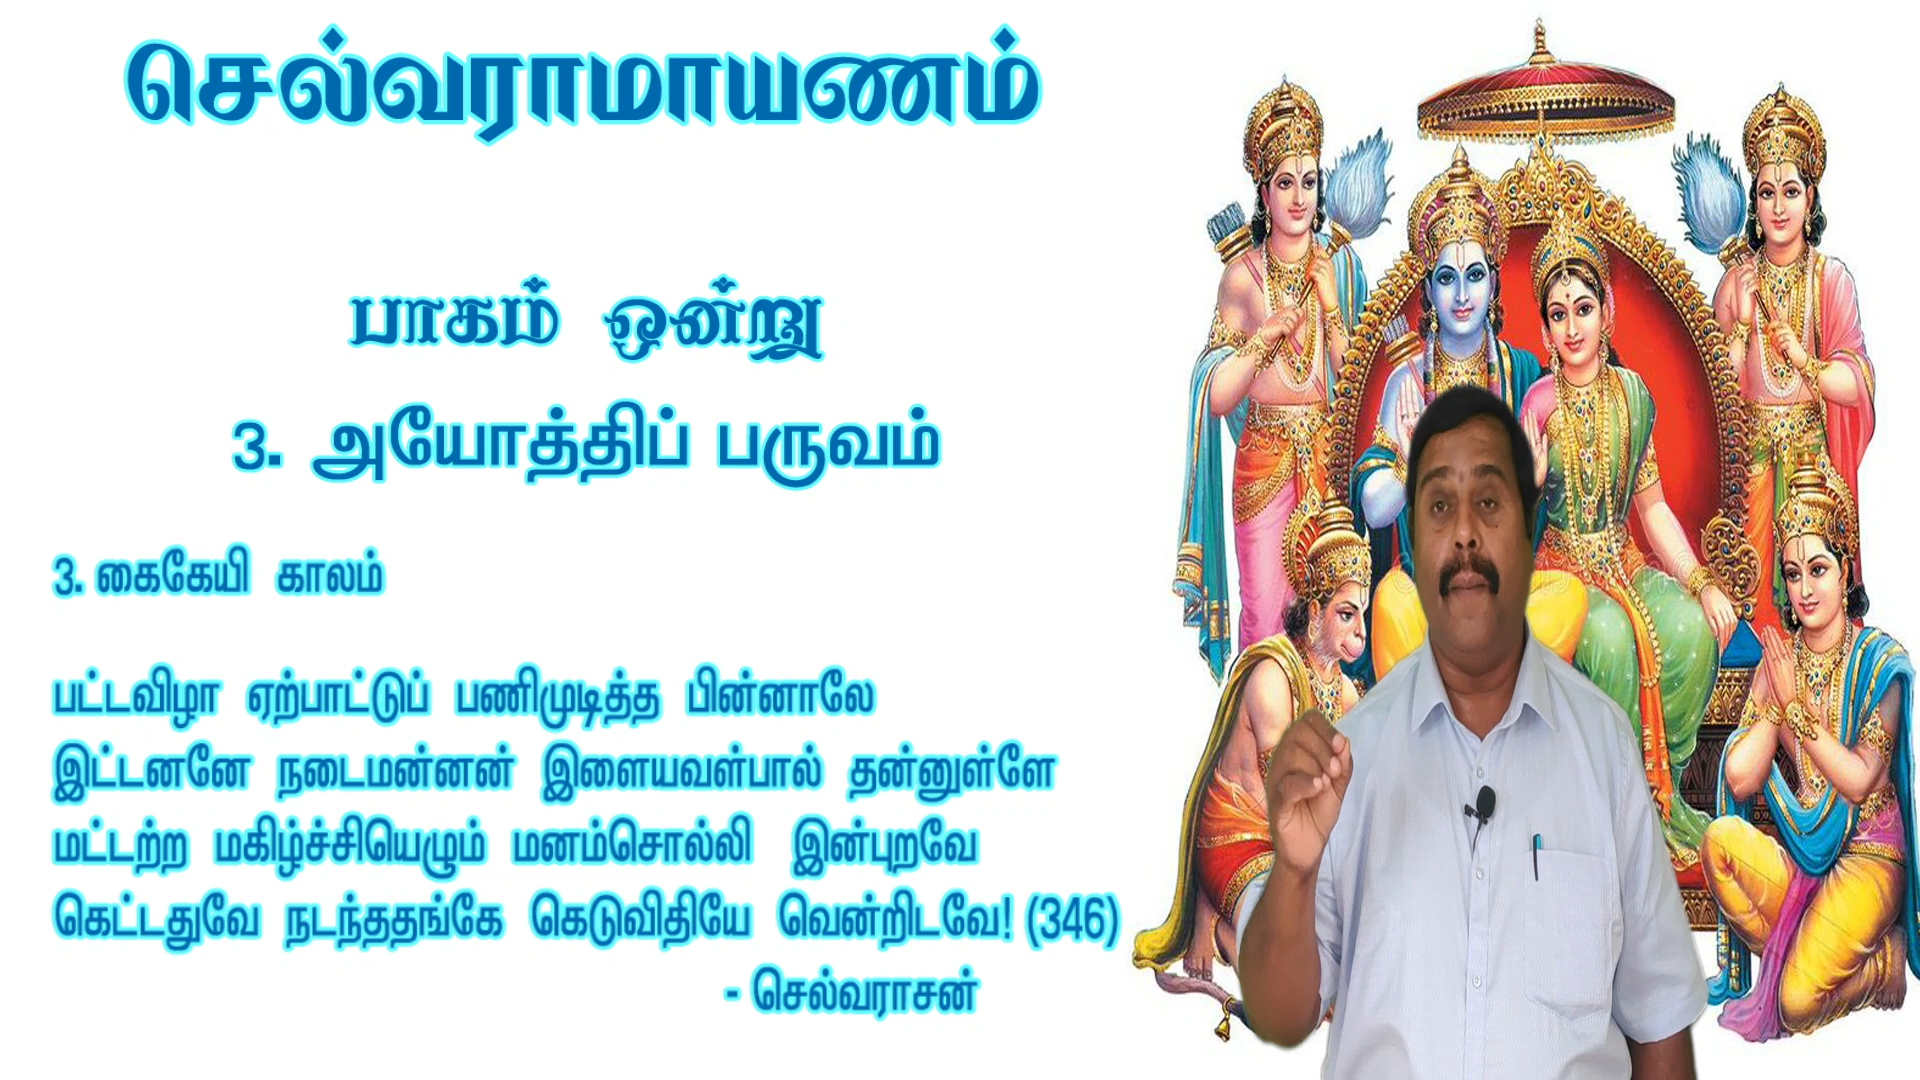 செல்வராமாயணம்
பாகம் ஒன்று
3. அயோத்திப் பருவம்
3. கைகேயி காலம்
பட்டவிழா ஏற்பாட்டுப் பணிமுடித்த பின்னாலே
இட்டனனே நடைமன்னன் இளையவள்பால் தன்னுள்ளே
மட்டற்ற மகிழ்ச்சியெழும் மனம்சொல்லி இன்புறவே
கெட்டதுவே நடந்ததங்கே கெடுவிதியே வென்றிடவே! (346)
- செல்வராசன்